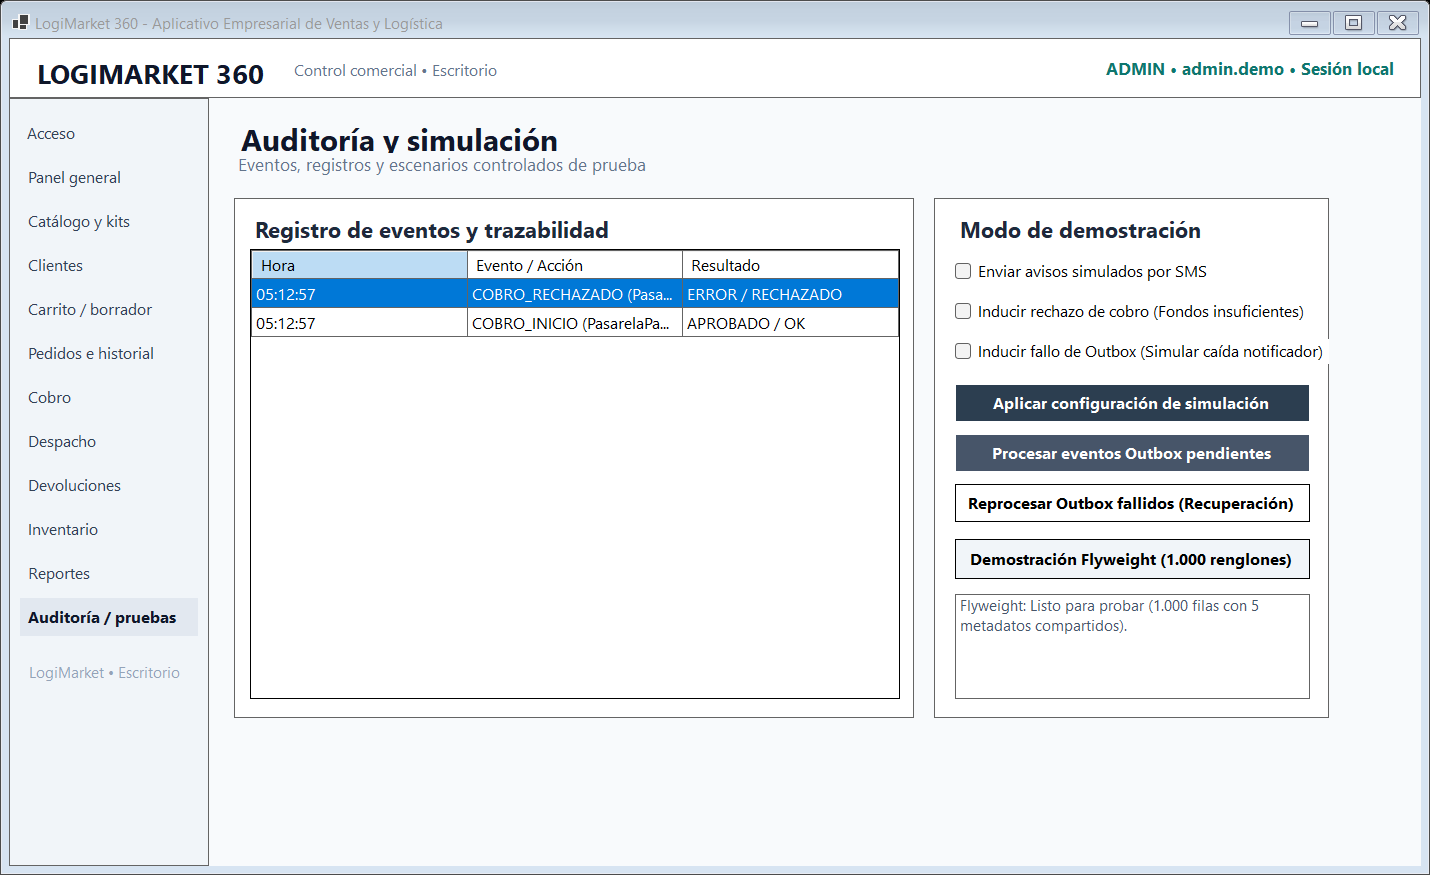 LogiMarket 360 - Aplicativo Empresarial de Ventas y Logística
LOGIMARKET 360
Control comercial • Escritorio
ADMIN • admin.demo • Sesión local
Acceso
Panel general
Catálogo y kits
Clientes
Carrito / borrador
Pedidos e historial
Cobro
Despacho
Devoluciones
Inventario
Reportes
Auditoría / pruebas
LogiMarket • Escritorio
Auditoría y simulación
Eventos, registros y escenarios controlados de prueba
Registro de eventos y trazabilidad
Hora Evento / Acción Resultado
05:12:57 COBRO_RECHAZADO (Pasa... ERROR / RECHAZADO
05:12:57 COBRO_INICIO (PasarelaPa... APROBADO / OK
Modo de demostración
Enviar avisos simulados por SMS
Inducir rechazo de cobro (Fondos insuficientes)
Inducir fallo de Outbox (Simular caída notificador)
Aplicar configuración de simulación
Procesar eventos Outbox pendientes
Reprocesar Outbox fallidos (Recuperación)
Demostración Flyweight (1.000 renglones)
Flyweight: Listo para probar (1.000 filas con 5
metadatos compartidos).